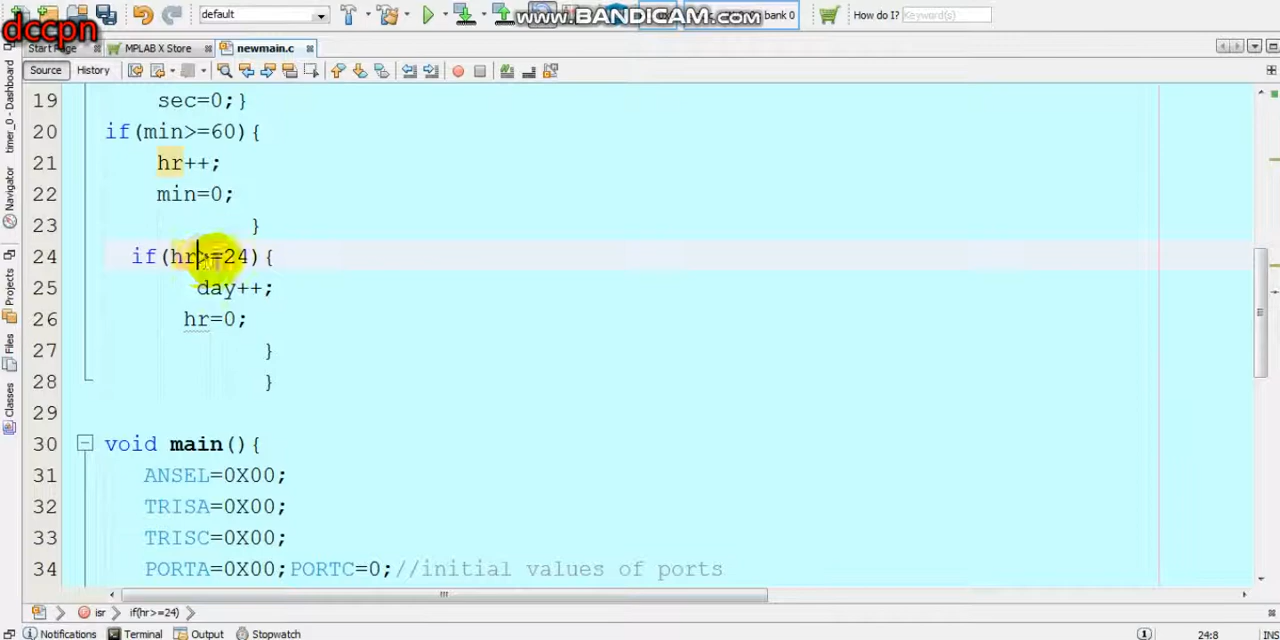 default
www.BANDICAM.com
bank 0
How do I?
Keyword(s)
dccpn
Start Page
MPLAB X Store
newmain.c
Source
History
19 sec=0;}
20 if(min>=60){
21 hr++;
22 min=0;
23 }
24 if(hr>=24){
25 day++;
26 hr=0;
27 }
28 }
29
30 void main(){
31 ANSEL=0X00;
32 TRISA=0X00;
33 TRISC=0X00;
34 PORTA=0X00;PORTC=0;//initial values of ports
timer_0 - Dashboard
Navigator
Projects
Files
Classes
isr
if(hr>=24)
Notifications
Terminal
Output
Stopwatch
1
24:8
INS